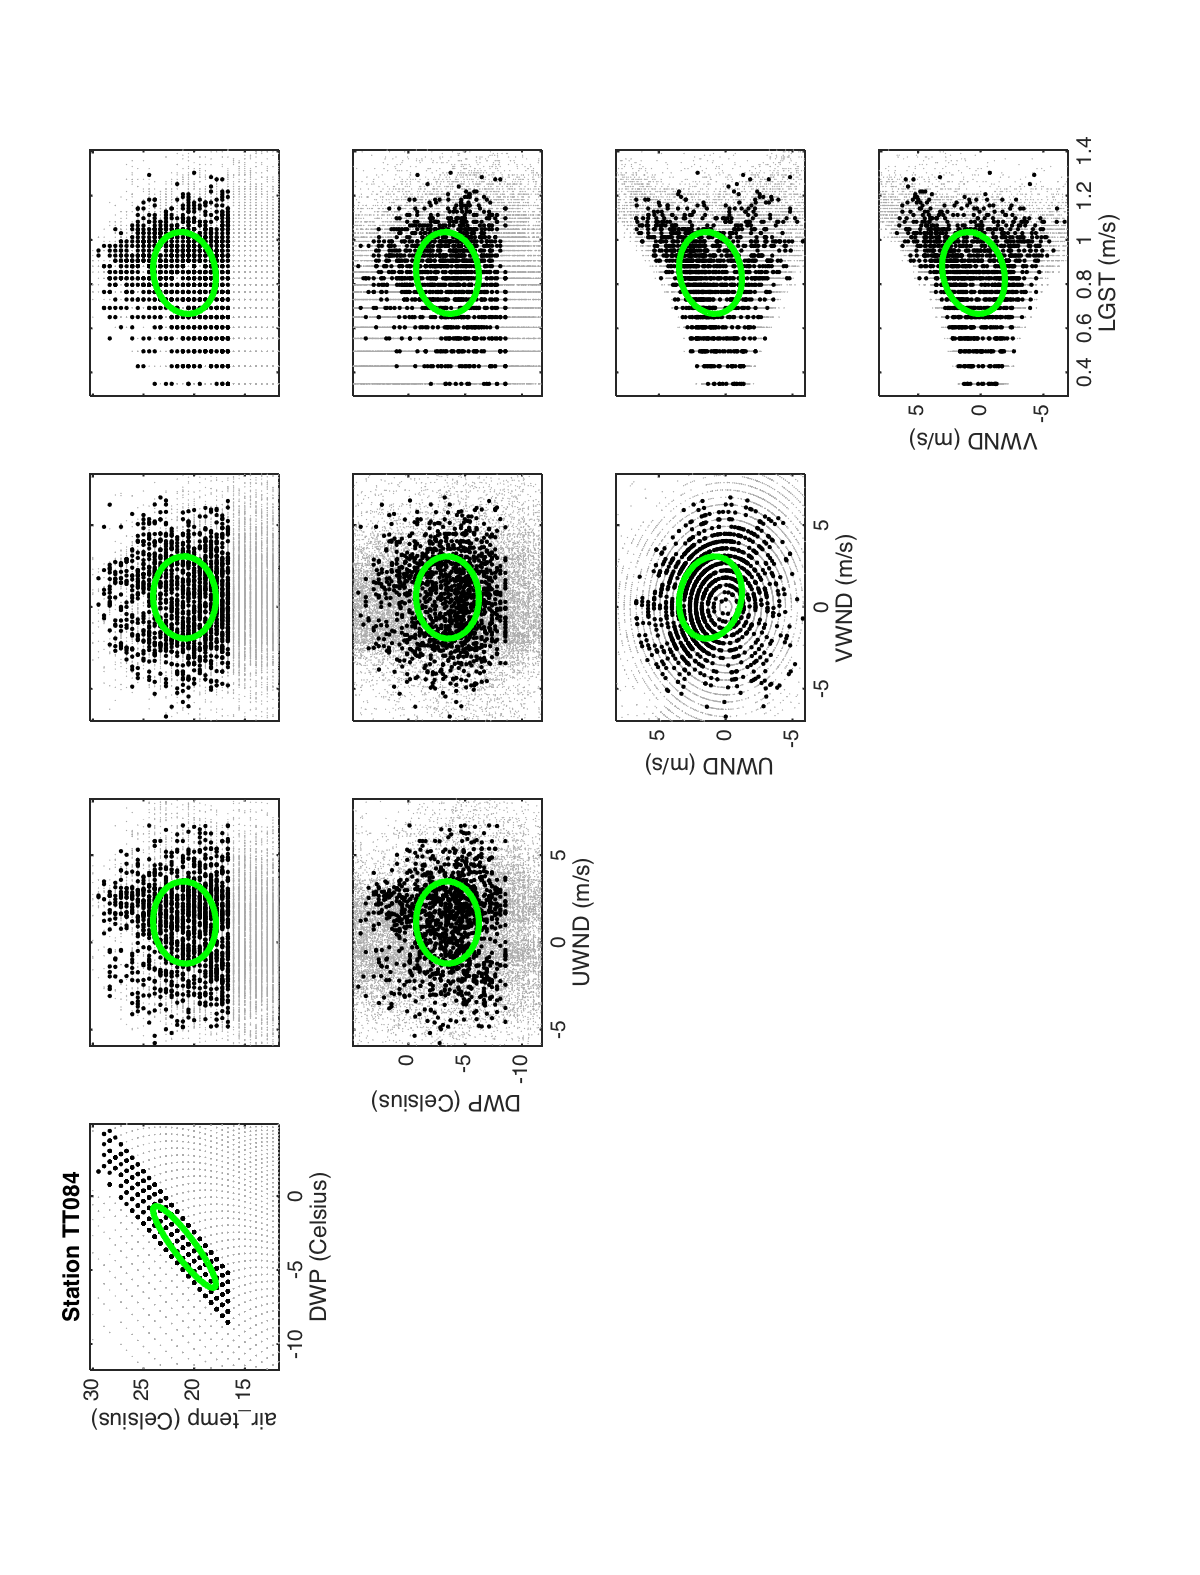 Station TT084
air_temp (Celsius)
30
25
20
15
-10 -5 0
DWP (Celsius)
DWP (Celsius)
0
-5
-10
-5 0 5
UWND (m/s)
UWND (m/s)
5
0
-5
-5 0 5
VWND (m/s)
VWND (m/s)
5
0
-5
0.4 0.6 0.8 1 1.2 1.4
LGST (m/s)